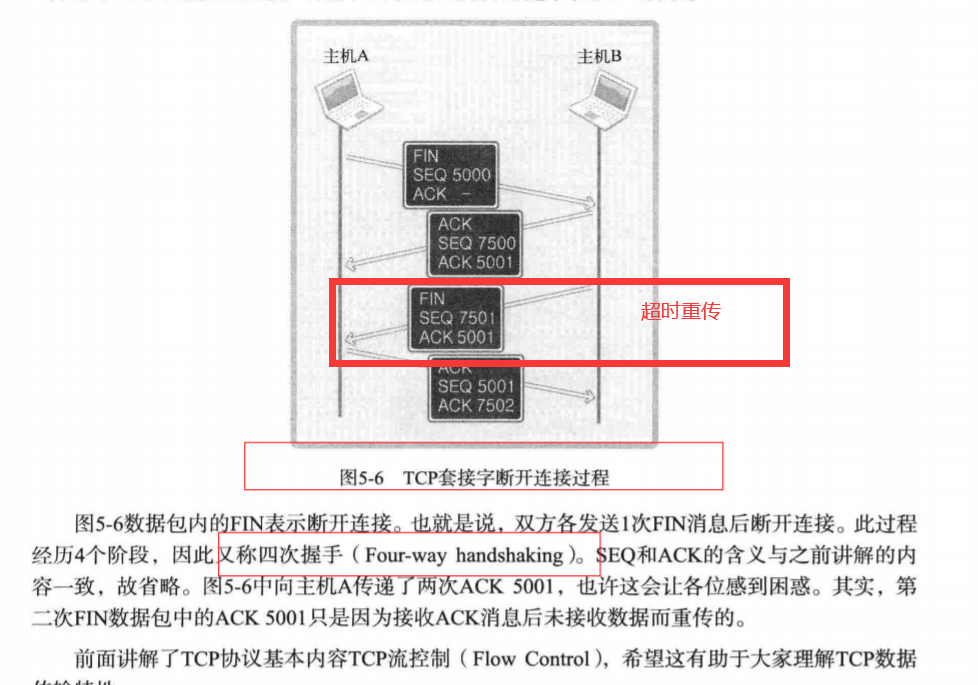 主机A
主机B
FIN
SEQ 5000
ACK －
ACK
SEQ 7500
ACK 5001
FIN
SEQ 7501
ACK 5001
超时重传
ACK
SEQ 5001
ACK 7502
图5-6 TCP套接字断开连接过程
图5-6数据包内的FIN表示断开连接。也就是说，双方各发送1次FIN消息后断开连接。此过程
经历4个阶段，因此又称四次握手（Four-way handshaking）。SEQ和ACK的含义与之前讲解的内
容一致，故省略。图5-6中向主机A传递了两次ACK 5001，也许这会让各位感到困惑。其实，第
二次FIN数据包中的ACK 5001只是因为接收ACK消息后未接收数据而重传的。
前面讲解了TCP协议基本内容TCP流控制（Flow Control），希望这有助于大家理解TCP数据